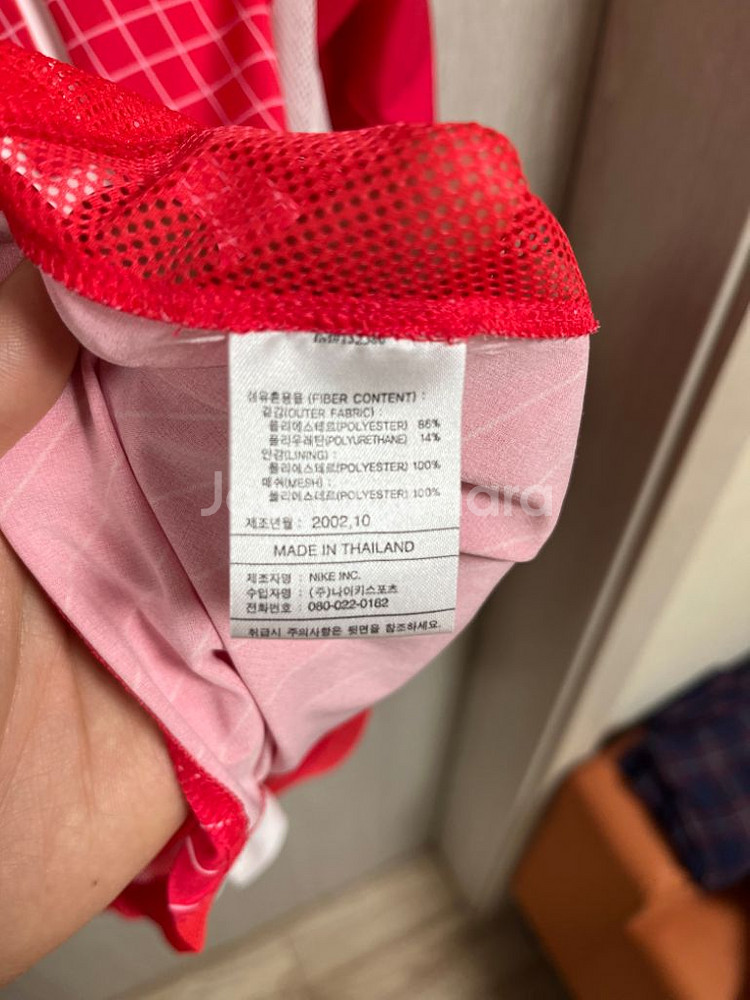 섬유혼용율 (FIBER CONTENT) :
겉감(OUTER FABRIC) :
폴리에스테르(POLYESTER) 86%
폴리우레탄(POLYURETHANE) 14%
안감(LINING) :
폴리에스테르(POLYESTER) 100%
메쉬(MESH) :
폴리에스테르(POLYESTER) 100%
제조년월 : 2002,10
MADE IN THAILAND
제조자명 : NIKE INC.
수입자명 : (주)나이키스포츠
전화번호 : 080-022-0182
취급시 주의사항은 뒷면을 참조하세요.